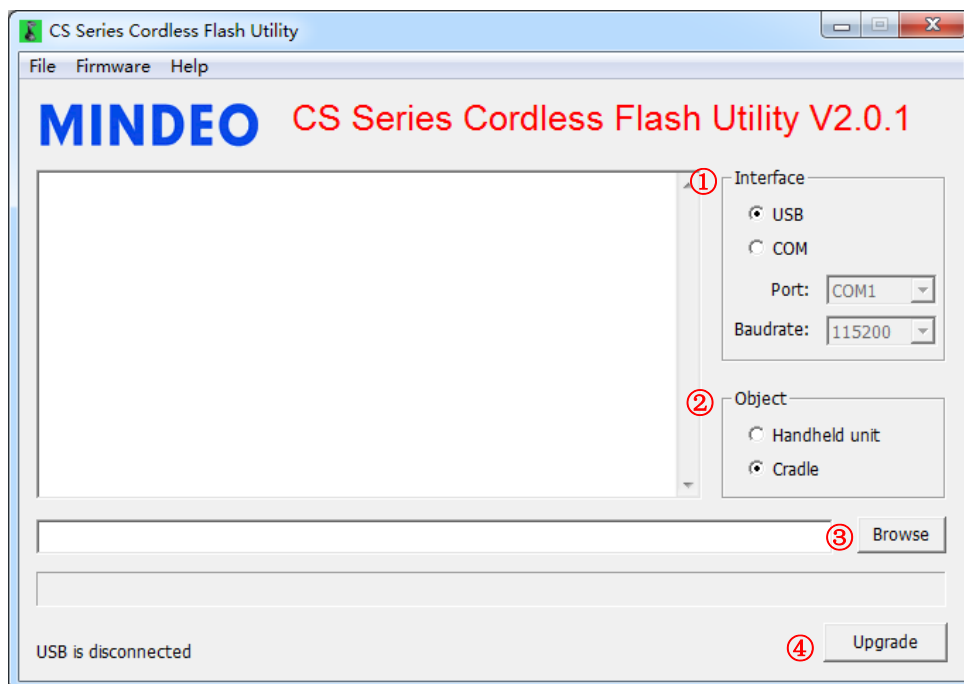 CS Series Cordless Flash Utility
File Firmware Help
MINDEO CS Series Cordless Flash Utility V2.0.1
① Interface
USB
COM
Port: COM1
Baudrate: 115200
② Object
Handheld unit
Cradle
③ Browse
④ Upgrade
USB is disconnected